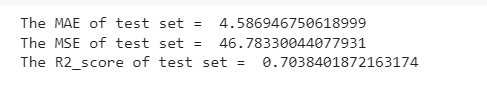 The MAE of test set =  4.586946750618999
The MSE of test set =  46.78330044077931
The R2_score of test set =  0.7038401872163174